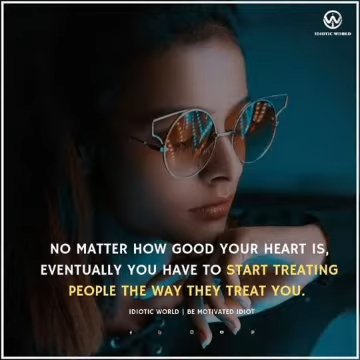 IDIOTIC WORLD
NO MATTER HOW GOOD YOUR HEART IS,
EVENTUALLY YOU HAVE TO START TREATING
PEOPLE THE WAY THEY TREAT YOU.
IDIOTIC WORLD | BE MOTIVATED IDIOT